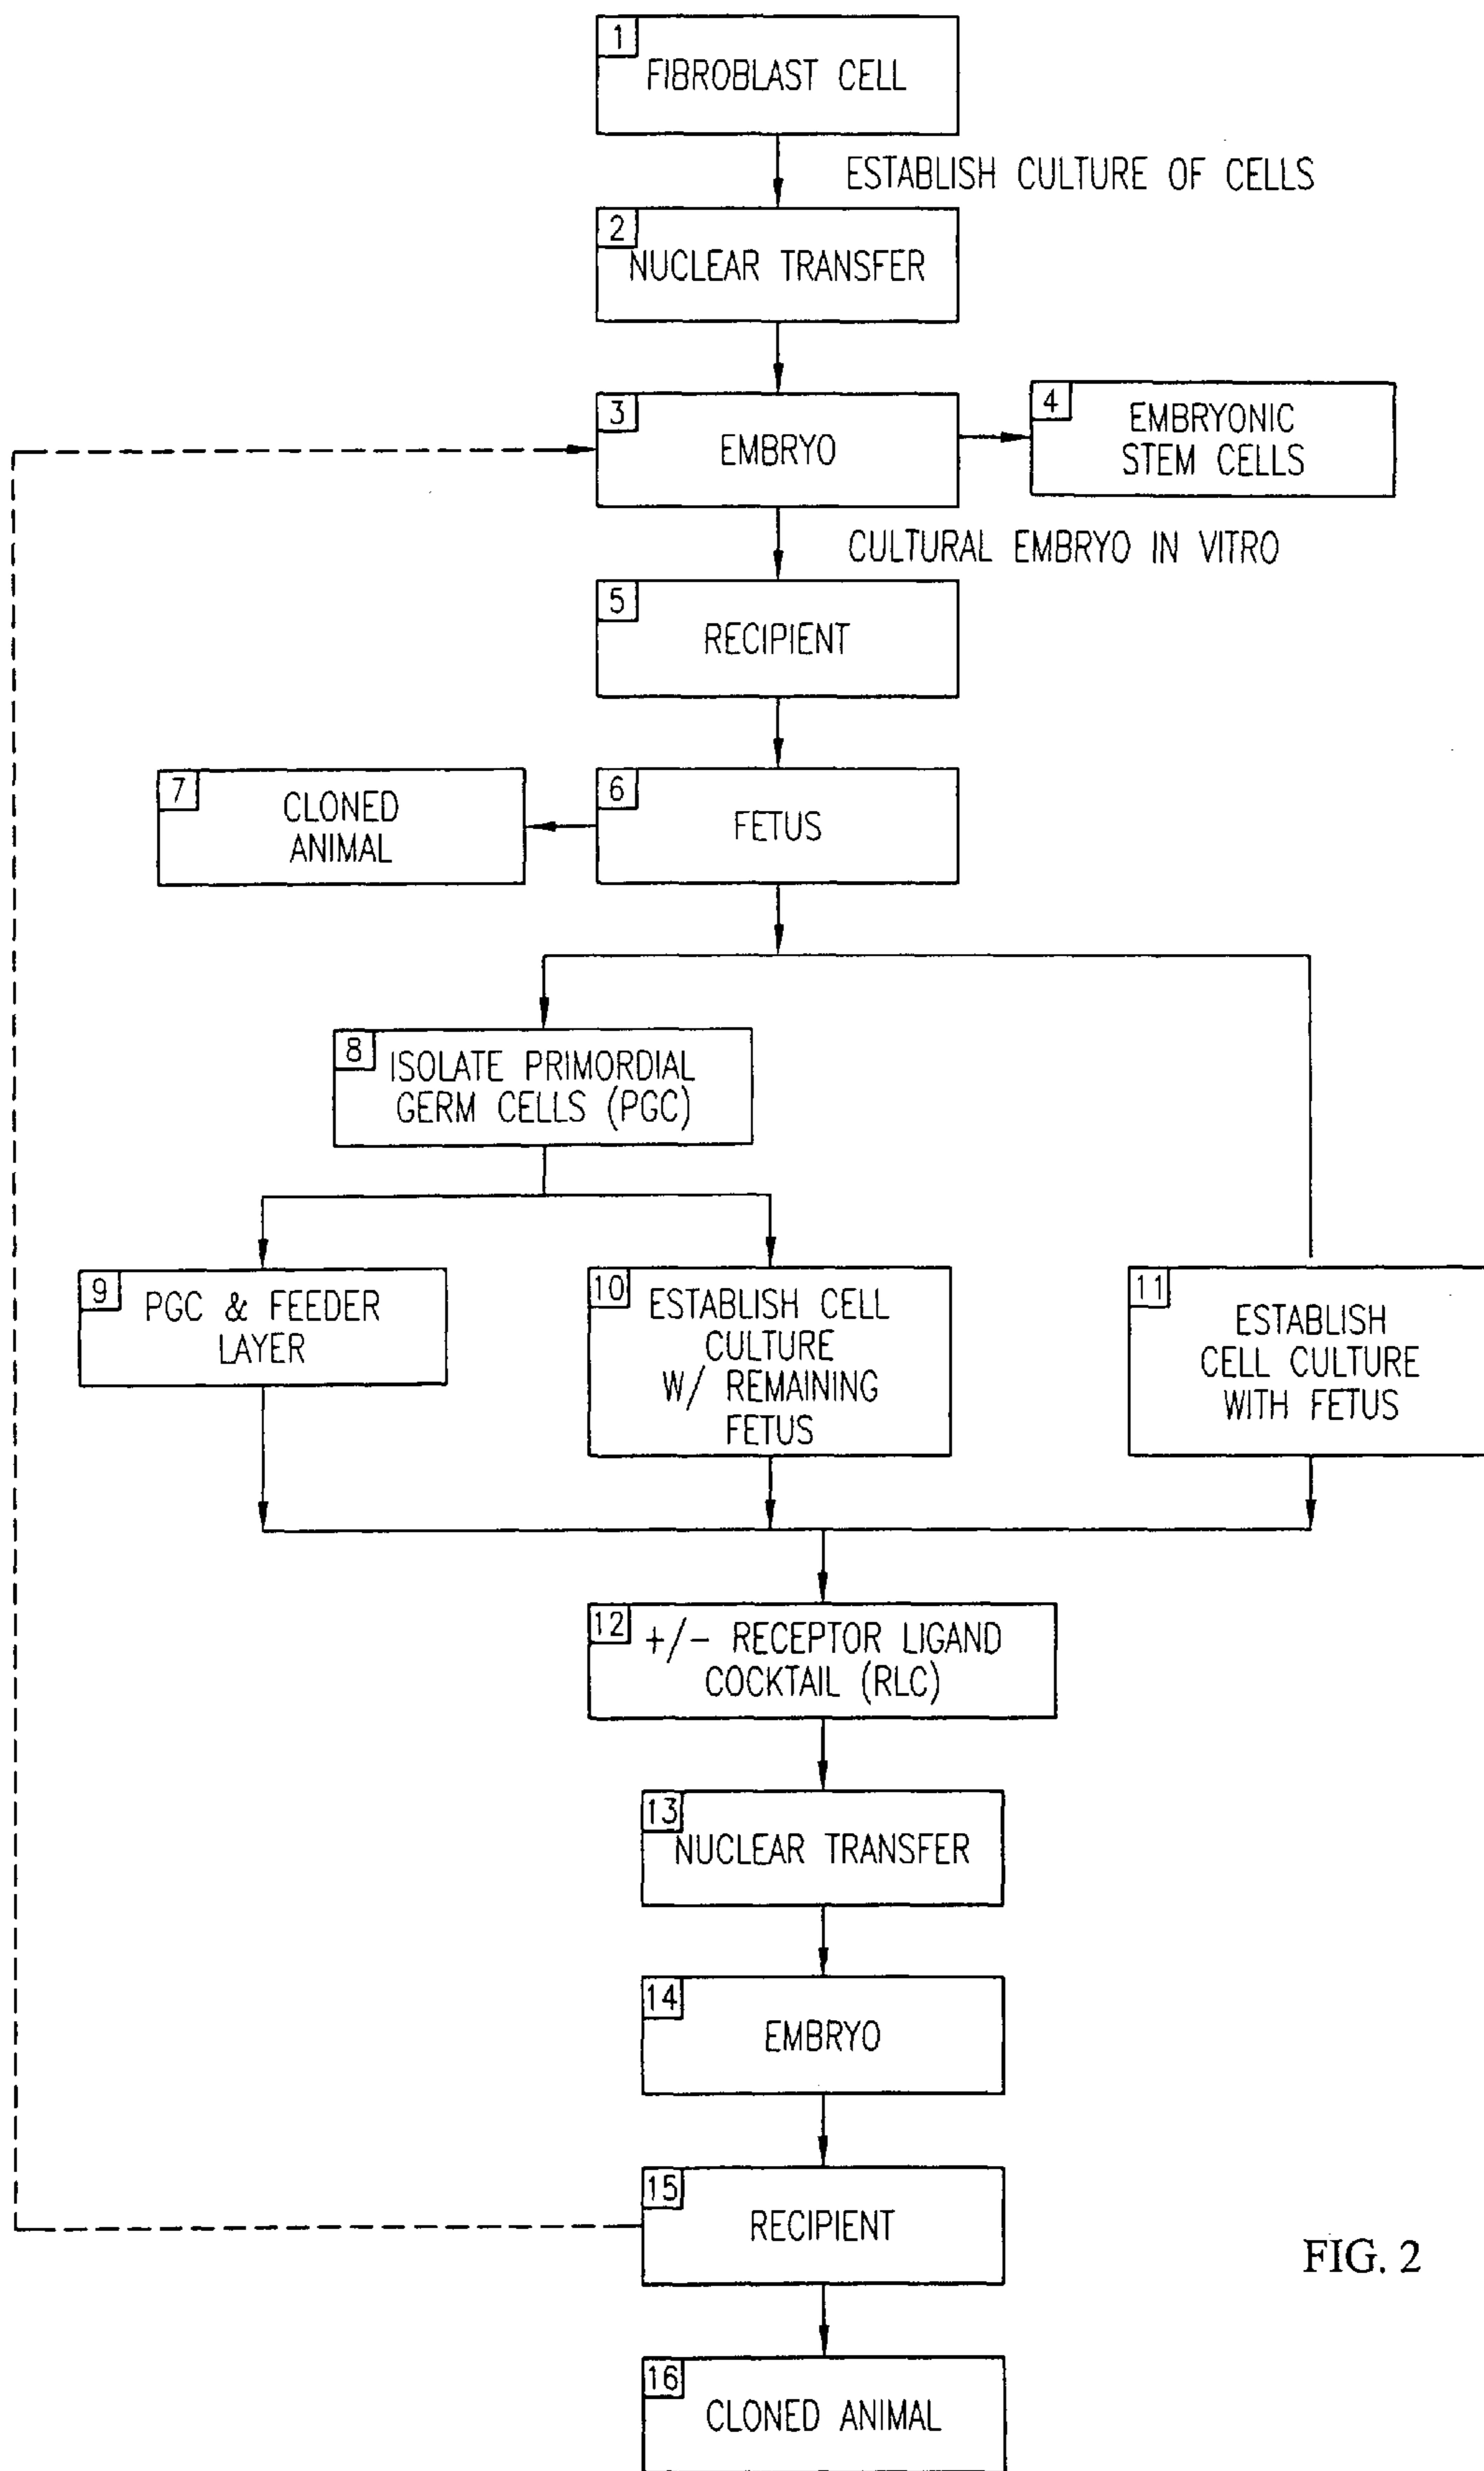 1
FIBROBLAST CELL
ESTABLISH CULTURE OF CELLS
2
NUCLEAR TRANSFER
3
EMBRYO
4
EMBRYONIC
STEM CELLS
CULTURAL EMBRYO IN VITRO
5
RECIPIENT
7
CLONED
ANIMAL
6
FETUS
8
ISOLATE PRIMORDIAL
GERM CELLS (PGC)
9
PGC & FEEDER
LAYER
10
ESTABLISH CELL
CULTURE
W/ REMAINING
FETUS
11
ESTABLISH
CELL CULTURE
WITH FETUS
12
+/- RECEPTOR LIGAND
COCKTAIL (RLC)
13
NUCLEAR TRANSFER
14
EMBRYO
15
RECIPIENT
FIG. 2
16
CLONED ANIMAL